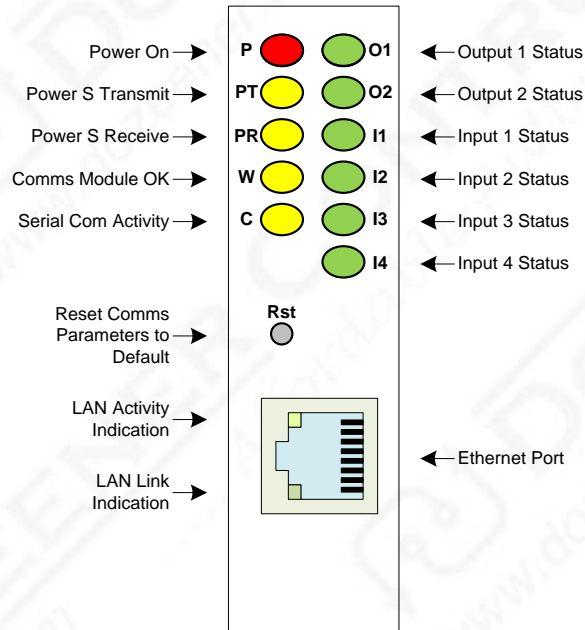 Power On
P
O1
Output 1 Status
Power S Transmit
PT
O2
Output 2 Status
Power S Receive
PR
I1
Input 1 Status
Comms Module OK
W
I2
Input 2 Status
Serial Com Activity
C
I3
Input 3 Status
I4
Input 4 Status
Reset Comms
Parameters to
Default
Rst
LAN Activity
Indication
LAN Link
Indication
Ethernet Port